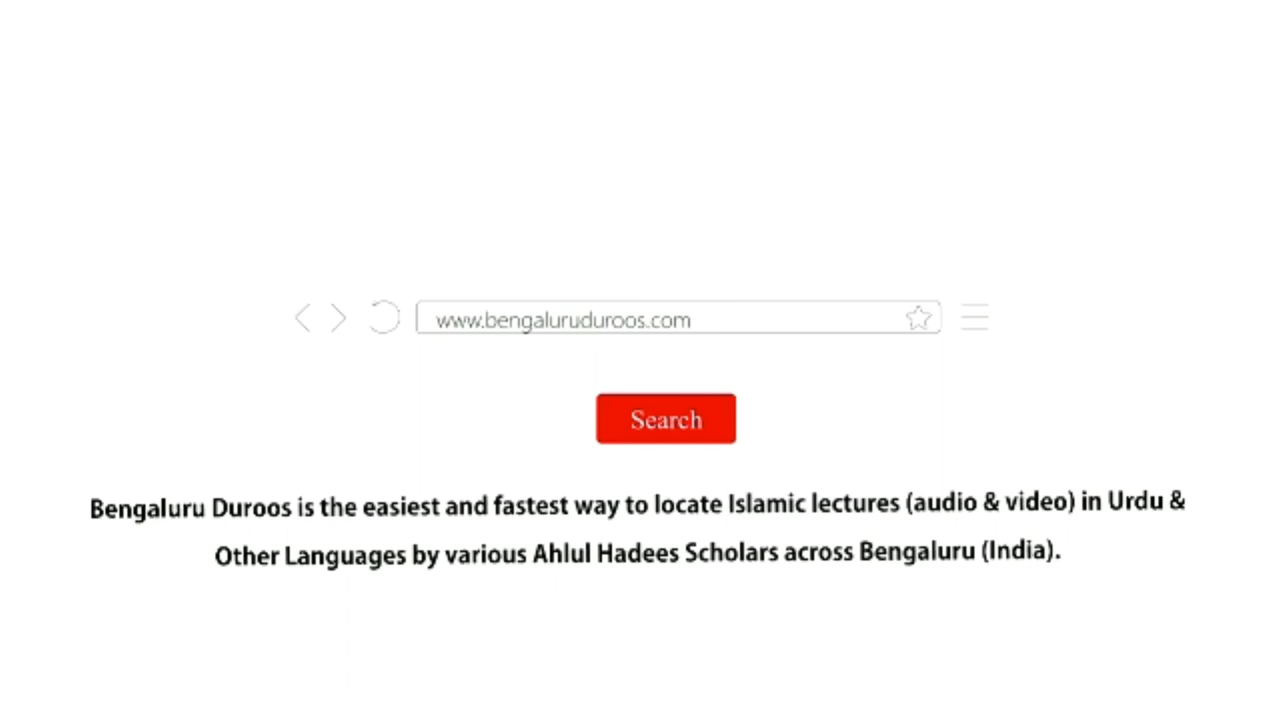 www.bengaluruduroos.com
Search
Bengaluru Duroos is the easiest and fastest way to locate Islamic lectures (audio & video) in Urdu &
Other Languages by various Ahlul Hadees Scholars across Bengaluru (India).